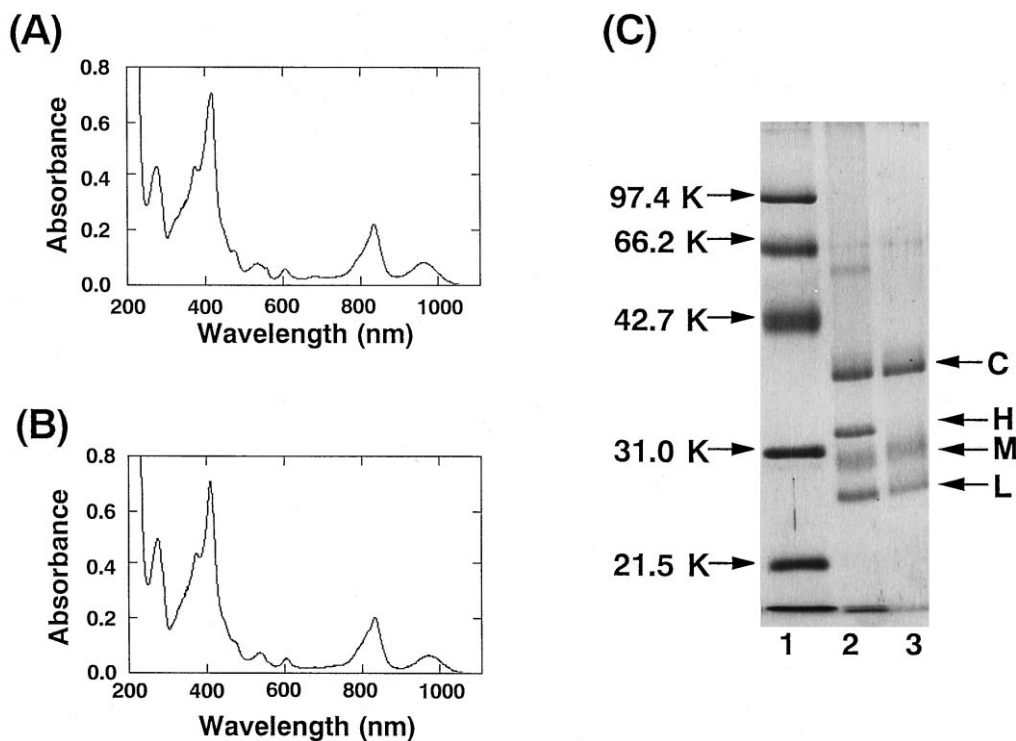 (A)
0.8
0.6
0.4
0.2
0.0
Absorbance
200 400 600 800 1000
Wavelength (nm)
(B)
0.8
0.6
0.4
0.2
0.0
Absorbance
200 400 600 800 1000
Wavelength (nm)
(C)
97.4 K
66.2 K
42.7 K
31.0 K
21.5 K
C
H
M
L
1 2 3